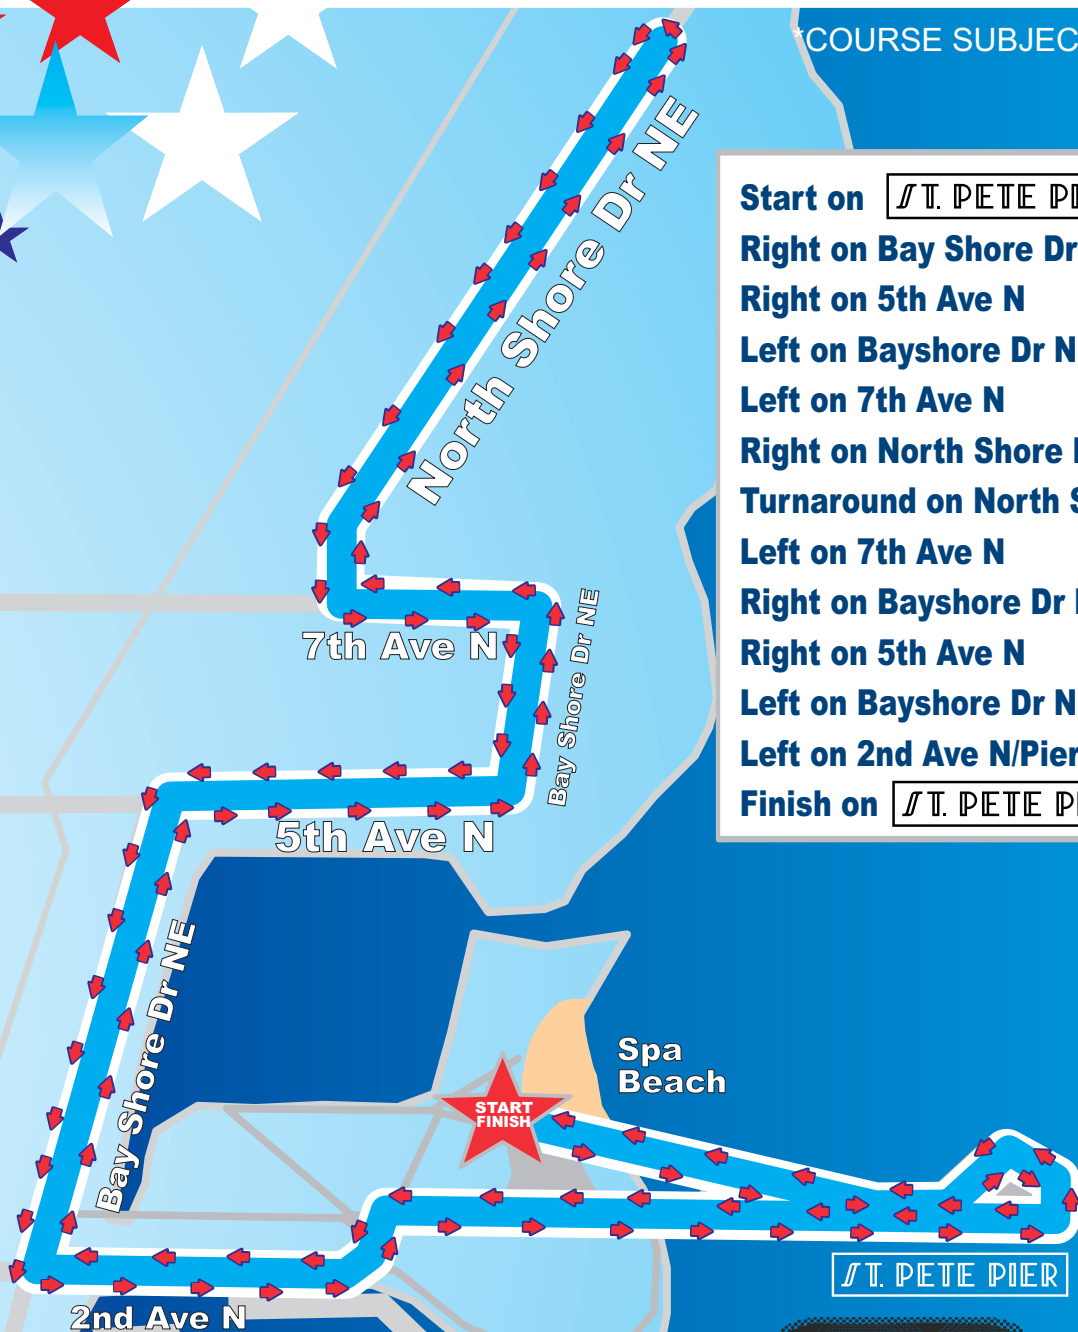 *COURSE SUBJEC
North Shore Dr NE
Start on ST. PETE PI
Right on Bay Shore Dr
Right on 5th Ave N
Left on Bayshore Dr N
Left on 7th Ave N
Right on North Shore
Turnaround on North S
Left on 7th Ave N
Right on Bayshore Dr
Right on 5th Ave N
Left on Bayshore Dr N
Left on 2nd Ave N/Pier
Finish on ST. PETE P
7th Ave N
Bay Shore Dr NE
5th Ave N
Bay Shore Dr NE
Spa
Beach
START
FINISH
ST. PETE PIER
2nd Ave N